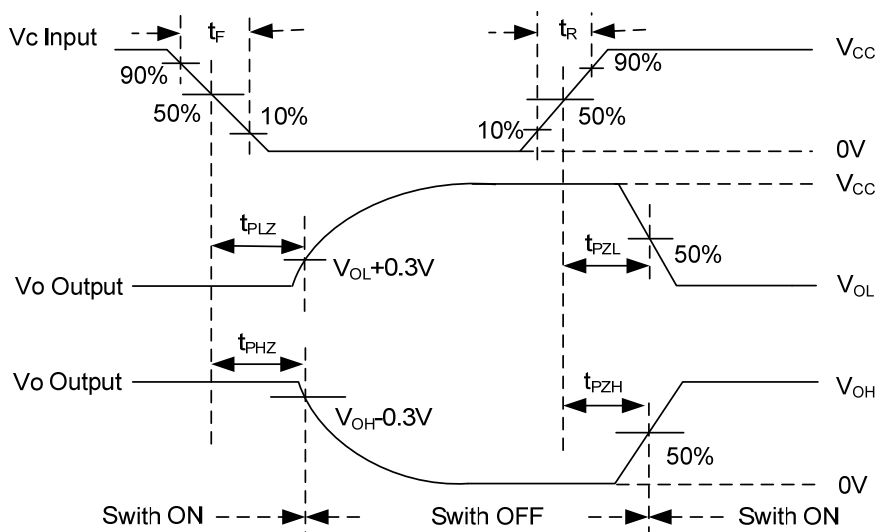 tF
tR
Vc Input
VCC
90%
90%
50%
10%
10%
50%
0V
VCC
tPLZ
tPZL
50%
VOL+0.3V
Vo Output
VOL
tPHZ
Vo Output
tPZH
VOH
VOH-0.3V
50%
0V
Swith ON
Swith OFF
Swith ON